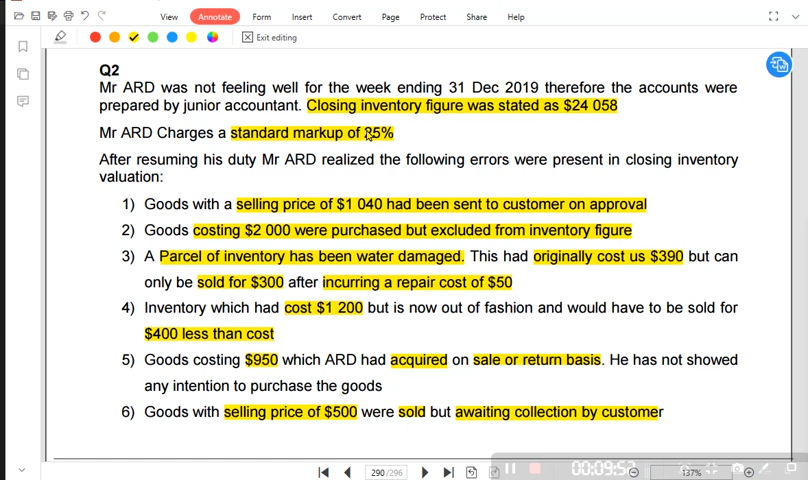 View Annotate Form Insert Convert Page Protect Share Help
Exit editing
Q2
Mr ARD was not feeling well for the week ending 31 Dec 2019 therefore the accounts were
prepared by junior accountant. Closing inventory figure was stated as $24 058
Mr ARD Charges a standard markup of 5%
After resuming his duty Mr ARD realized the following errors were present in closing inventory
valuation:
1) Goods with a selling price of $1 040 had been sent to customer on approval
2) Goods costing $2 000 were purchased but excluded from inventory figure
3) A Parcel of inventory has been water damaged. This had originally cost us $390 but can
only be sold for $300 after incurring a repair cost of $50
4) Inventory which had cost $1 200 but is now out of fashion and would have to be sold for
$400 less than cost
5) Goods costing $950 which ARD had acquired on sale or return basis. He has not showed
any intention to purchase the goods
6) Goods with selling price of $500 were sold but awaiting collection by customer
290/296 137%